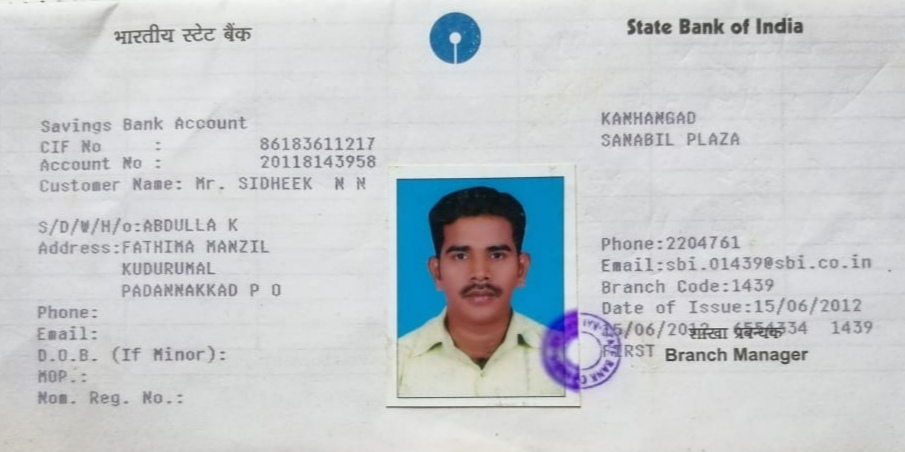 भारतीय स्टेट बैंक
State Bank of India
Savings Bank Account
CIF No : 86183611217
Account No : 20118143958
Customer Name: Mr. SIDHEEK N N
S/D/W/H/o:ABDULLA K
Address:FATHIMA MANZIL
KUDURUMAL
PADANNAKKAD P O
Phone:
Email:
D.O.B. (If Minor):
MOP.:
Nom. Reg. No.:
KANHANGAD
SANABIL PLAZA
Phone:2204761
Email:sbi.01439@sbi.co.in
Branch Code:1439
Date of Issue:15/06/2012
15/06/2012 6554334 1439
शाखा प्रबन्धक
FIRST Branch Manager